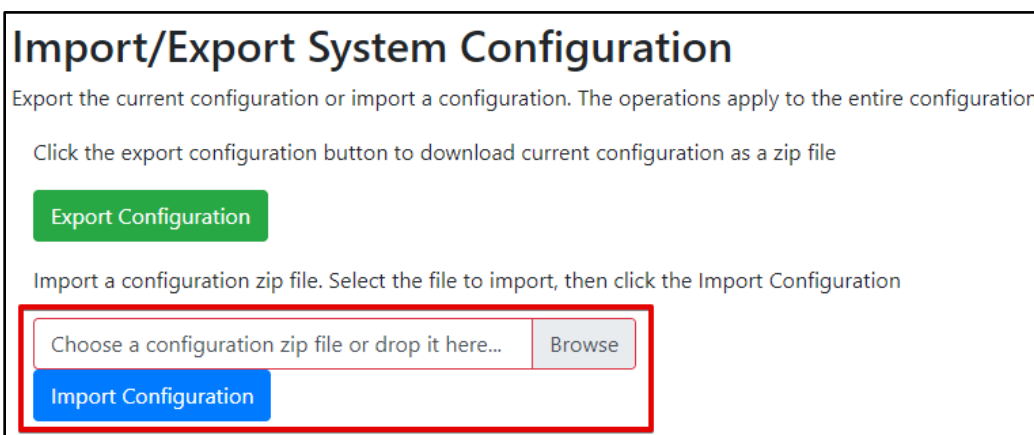 Import/Export System Configuration
Export the current configuration or import a configuration. The operations apply to the entire configuration
Click the export configuration button to download current configuration as a zip file
Export Configuration
Import a configuration zip file. Select the file to import, then click the Import Configuration
Choose a configuration zip file or drop it here... Browse
Import Configuration